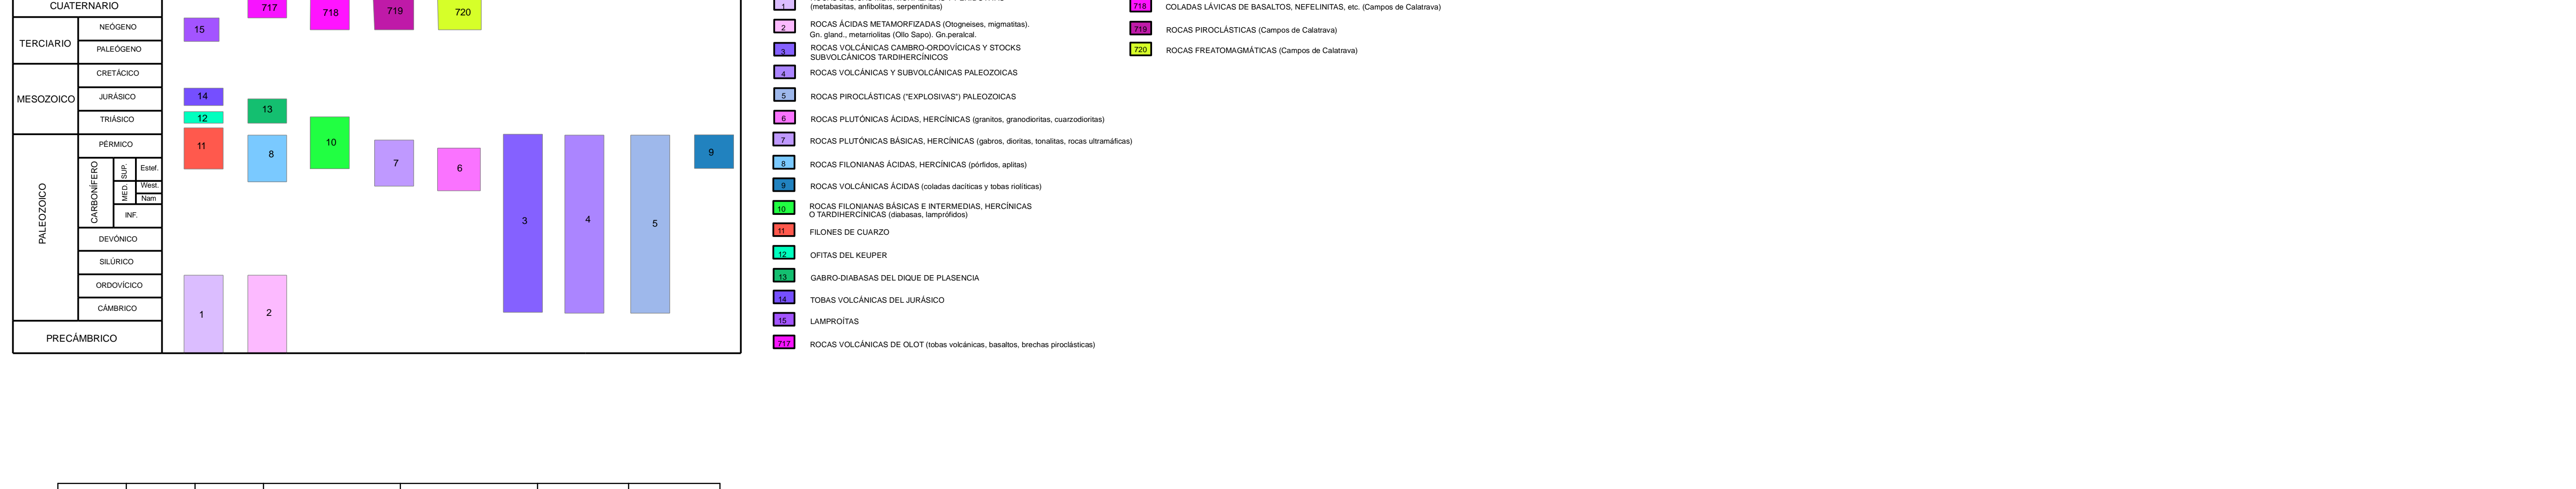 CUATERNARIO
TERCIARIO
NEÓGENO
PALEÓGENO
MESOZOICO
CRETÁCICO
JURÁSICO
TRIÁSICO
PALEOZOICO
PÉRMICO
CARBONÍFERO
SUP.
MED.
Estef.
West.
Nam
INF.
DEVÓNICO
SILÚRICO
ORDOVÍCICO
CÁMBRICO
PRECÁMBRICO
717
718
719
720
15
14
13
12
11
8
10
7
6
3
4
5
9
1
2
1
(metabasitas, anfibolitas, serpentinitas)
2
ROCAS ÁCIDAS METAMORFIZADAS (Otogneises, migmatitas).
Gn. gland., metarriolitas (Ollo Sapo). Gn.peralcal.
3
ROCAS VOLCÁNICAS CAMBRO-ORDOVÍCICAS Y STOCKS
SUBVOLCÁNICOS TARDIHERCÍNICOS
4 ROCAS VOLCÁNICAS Y SUBVOLCÁNICAS PALEOZOICAS
5 ROCAS PIROCLÁSTICAS ("EXPLOSIVAS") PALEOZOICAS
6 ROCAS PLUTÓNICAS ÁCIDAS, HERCÍNICAS (granitos, granodioritas, cuarzodioritas)
7 ROCAS PLUTÓNICAS BÁSICAS, HERCÍNICAS (gabros, dioritas, tonalitas, rocas ultramáficas)
8 ROCAS FILONIANAS ÁCIDAS, HERCÍNICAS (pórfidos, aplitas)
9 ROCAS VOLCÁNICAS ÁCIDAS (coladas dacíticas y tobas riolíticas)
10 ROCAS FILONIANAS BÁSICAS E INTERMEDIAS, HERCÍNICAS
O TARDIHERCÍNICAS (diabasas, lamprófidos)
11 FILONES DE CUARZO
12 OFITAS DEL KEUPER
13 GABRO-DIABASAS DEL DIQUE DE PLASENCIA
14 TOBAS VOLCÁNICAS DEL JURÁSICO
15 LAMPROÍTAS
717 ROCAS VOLCÁNICAS DE OLOT (tobas volcánicas, basaltos, brechas piroclásticas)
718 COLADAS LÁVICAS DE BASALTOS, NEFELINITAS, etc. (Campos de Calatrava)
719 ROCAS PIROCLÁSTICAS (Campos de Calatrava)
720 ROCAS FREATOMAGMÁTICAS (Campos de Calatrava)